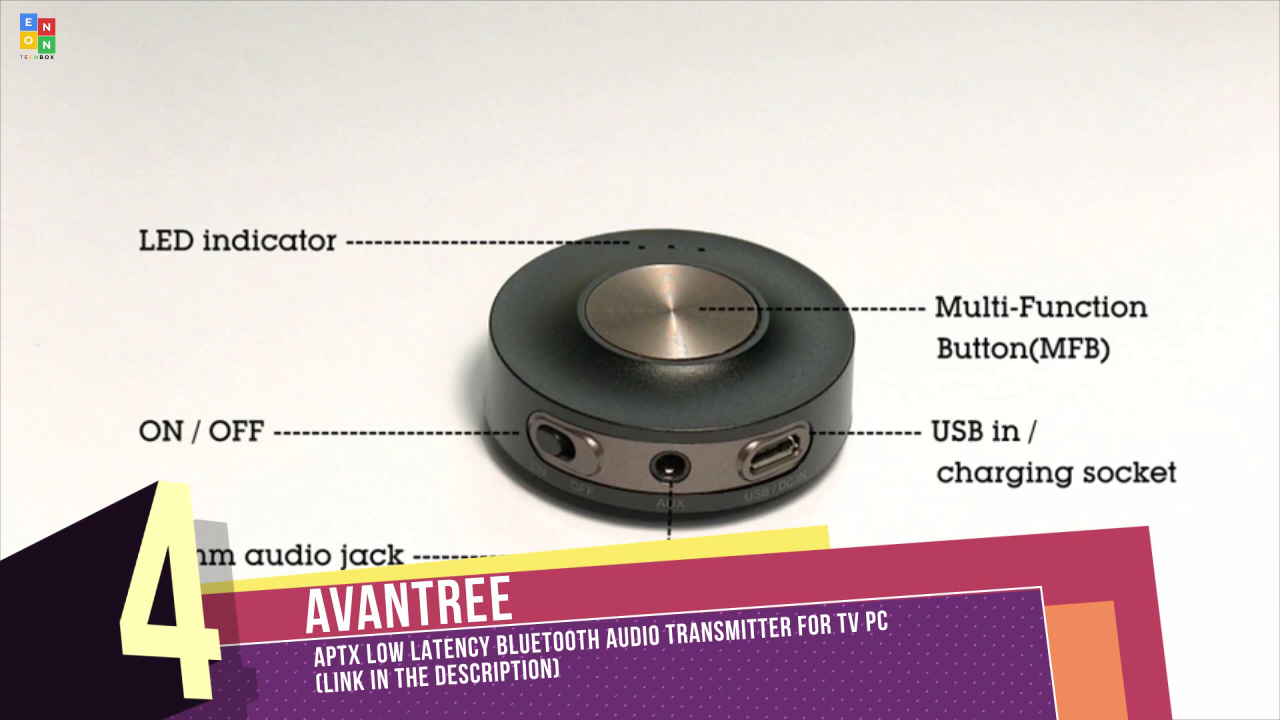 E N
O N
TECHBOX
LED indicator
Multi-Function
Button(MFB)
ON / OFF
USB in /
charging socket
ON
OFF
AUX
USB / DC IN
audio jack
4
AVANTREE
APTX LOW LATENCY BLUETOOTH AUDIO TRANSMITTER FOR TV PC
(LINK IN THE DESCRIPTION)